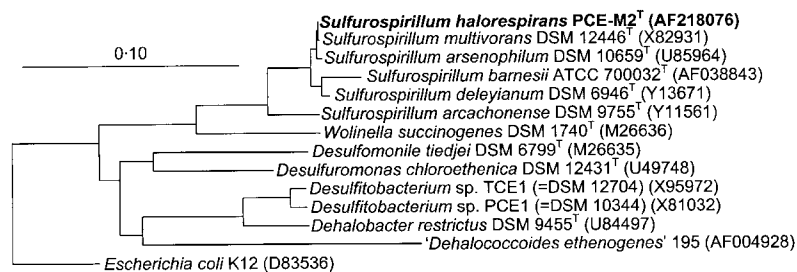 Sulfurospirillum halorespirans PCE-M2ᵀ (AF218076)
Sulfurospirillum multivorans DSM 12446ᵀ (X82931)
0·10
Sulfurospirillum arsenophilum DSM 10659ᵀ (U85964)
Sulfurospirillum barnesii ATCC 700032ᵀ (AF038843)
Sulfurospirillum deleyianum DSM 6946ᵀ (Y13671)
Sulfurospirillum arcachonense DSM 9755ᵀ (Y11561)
Wolinella succinogenes DSM 1740ᵀ (M26636)
Desulfomonile tiedjei DSM 6799ᵀ (M26635)
Desulfuromonas chloroethenica DSM 12431ᵀ (U49748)
Desulfitobacterium sp. TCE1 (=DSM 12704) (X95972)
Desulfitobacterium sp. PCE1 (=DSM 10344) (X81032)
Dehalobacter restrictus DSM 9455ᵀ (U84497)
'Dehalococcoides ethenogenes' 195 (AF004928)
Escherichia coli K12 (D83536)